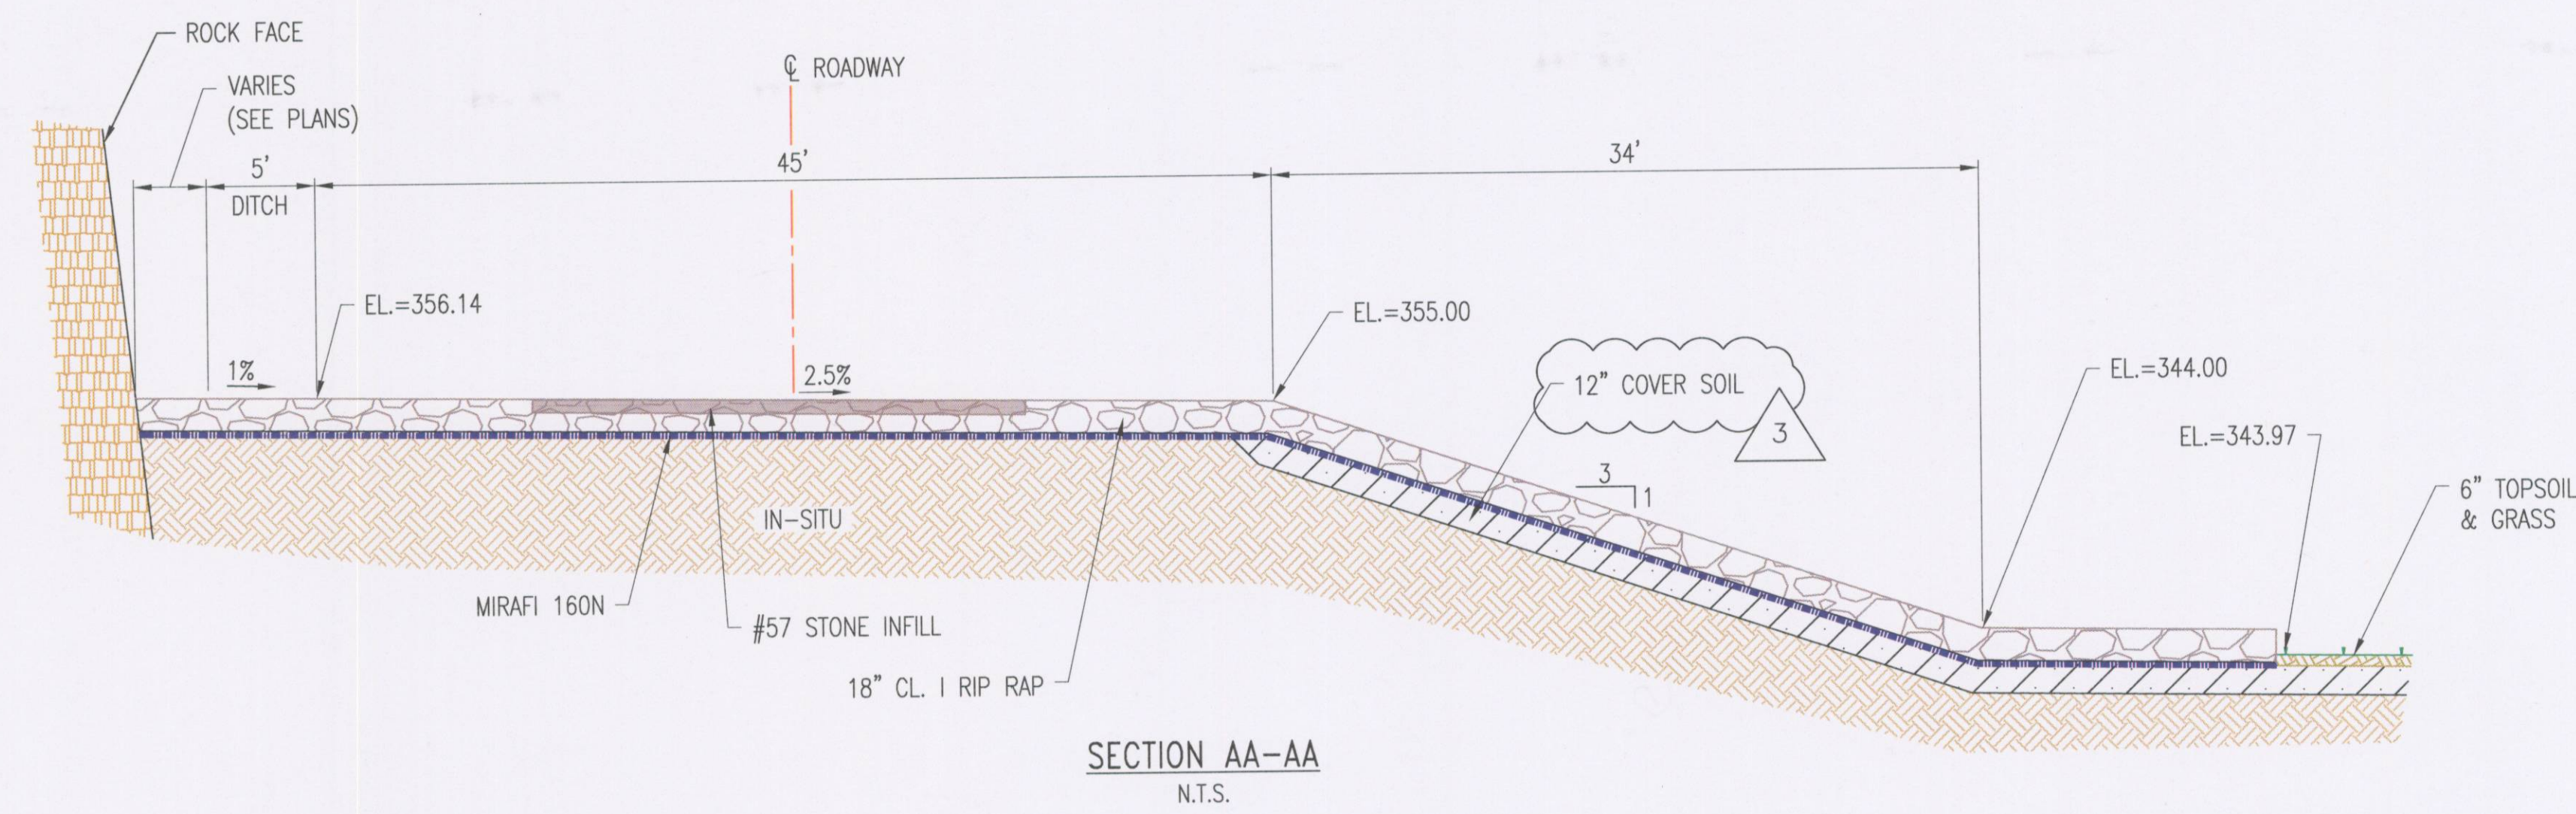 ROCK FACE
VARIES
(SEE PLANS)
5'
DITCH
℄ ROADWAY
45'
34'
EL.=356.14
EL.=355.00
1%
2.5%
12" COVER SOIL
3
EL.=344.00
EL.=343.97
3
1
6" TOPSOIL
& GRASS
IN-SITU
MIRAFI 160N
#57 STONE INFILL
18" CL. I RIP RAP
SECTION AA-AA
N.T.S.